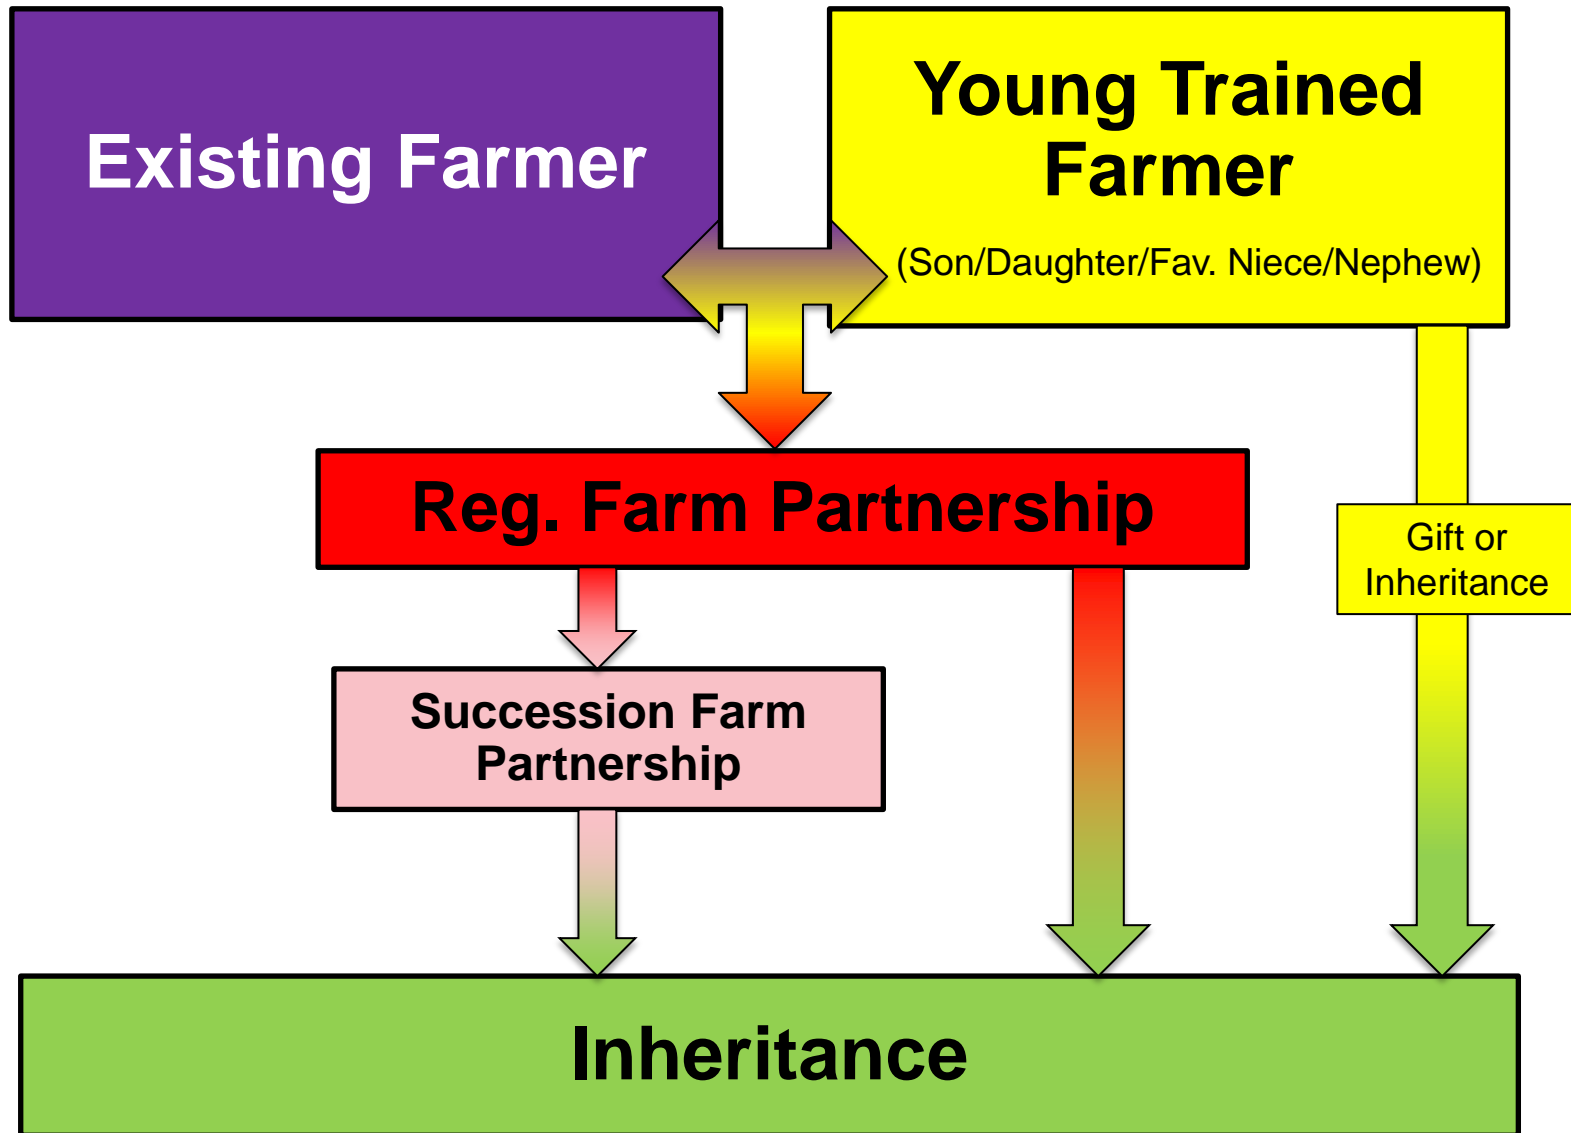 Existing Farmer
Young Trained
Farmer
(Son/Daughter/Fav. Niece/Nephew)
Reg. Farm Partnership
Gift or
Inheritance
Succession Farm
Partnership
Inheritance